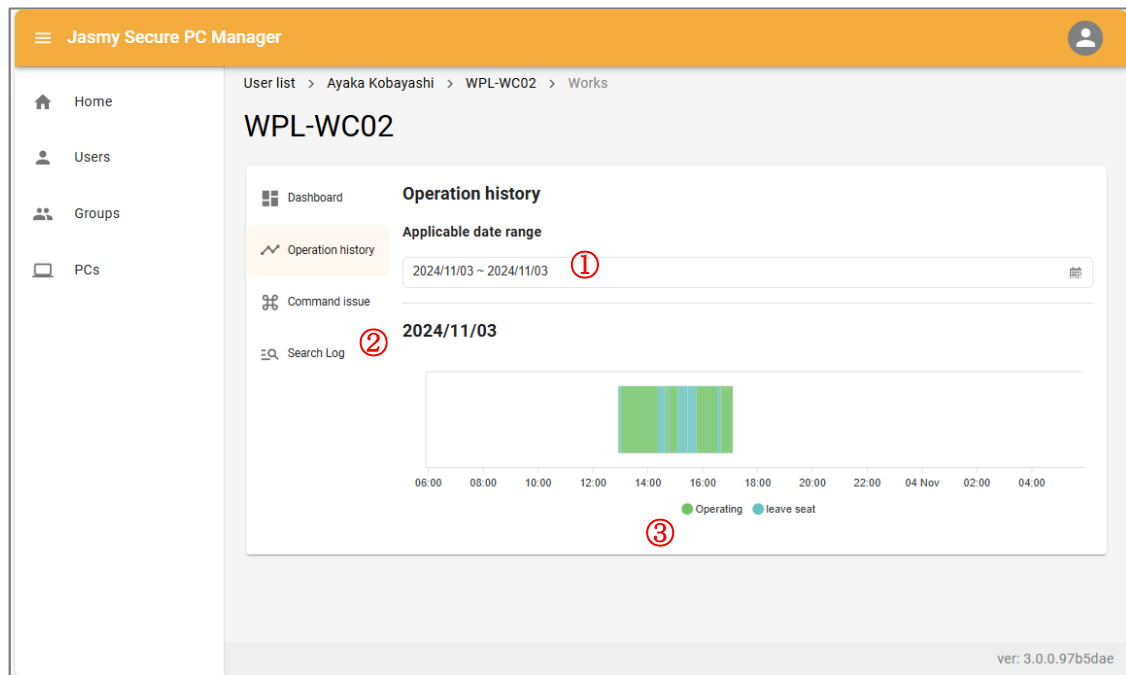 Jasmy Secure PC Manager
Home
Users
Groups
PCs
User list > Ayaka Kobayashi > WPL-WC02 > Works
WPL-WC02
Dashboard
Operation history
Command issue
Search Log
②
Operation history
Applicable date range
2024/11/03 ~ 2024/11/03 ①
2024/11/03
06:00 08:00 10:00 12:00 14:00 16:00 18:00 20:00 22:00 04 Nov 02:00 04:00
Operating leave seat
③
ver: 3.0.0.97b5dae